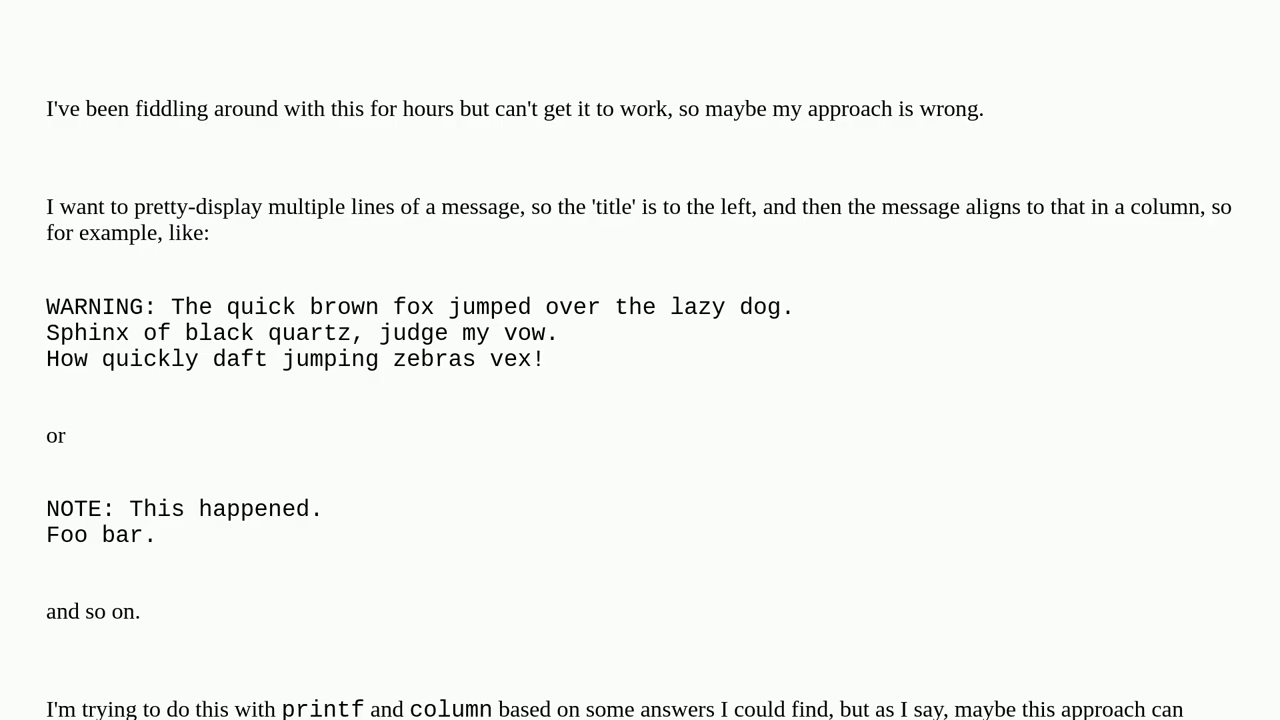 I've been fiddling around with this for hours but can't get it to work, so maybe my approach is wrong.
I want to pretty-display multiple lines of a message, so the 'title' is to the left, and then the message aligns to that in a column, so
for example, like:
WARNING: The quick brown fox jumped over the lazy dog.
Sphinx of black quartz, judge my vow.
How quickly daft jumping zebras vex!
or
NOTE: This happened.
Foo bar.
and so on.
I'm trying to do this with printf and column based on some answers I could find, but as I say, maybe this approach can